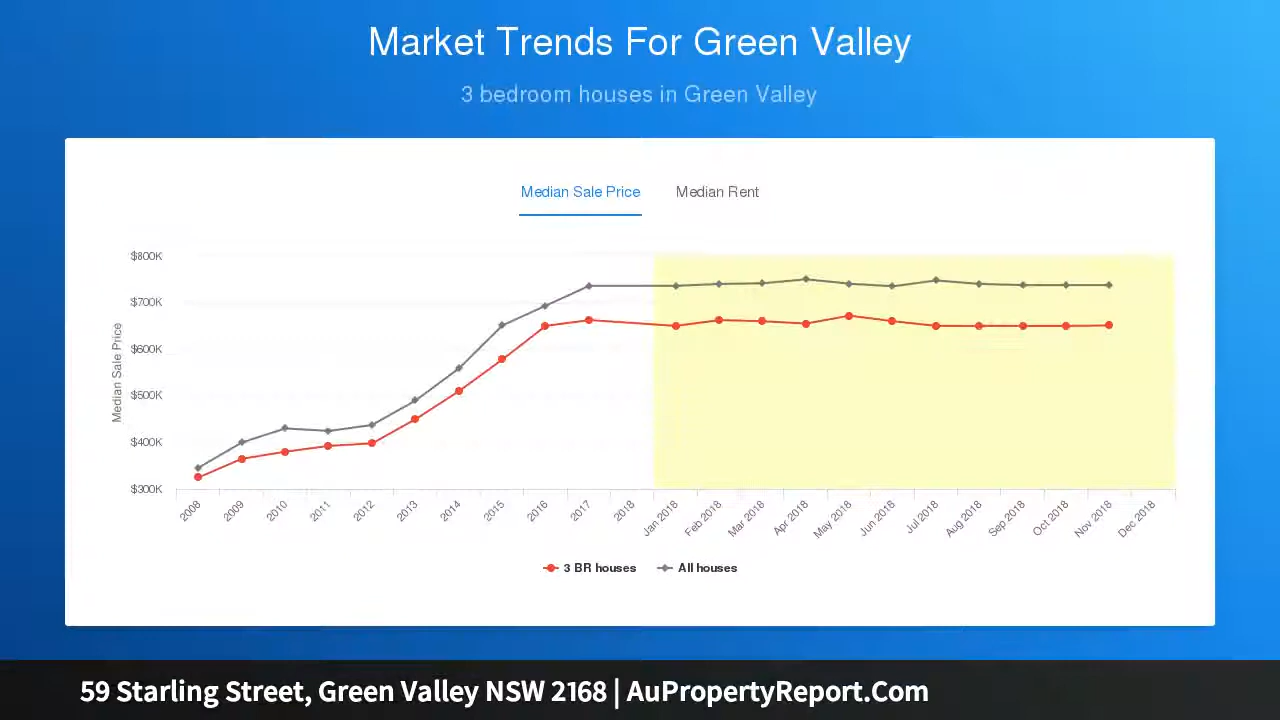 Market Trends For Green Valley
3 bedroom houses in Green Valley
Median Sale Price Median Rent
$800K
$700K
$600K
$500K
$400K
$300K
Median Sale Price
2008 2009 2010 2011 2012 2013 2014 2015 2016 2017 2018 Jan 2018 Feb 2018 Mar 2018 Apr 2018 May 2018 Jun 2018 Jul 2018 Aug 2018 Sep 2018 Oct 2018 Nov 2018 Dec 2018
3 BR houses All houses
59 Starling Street, Green Valley NSW 2168 | AuPropertyReport.Com